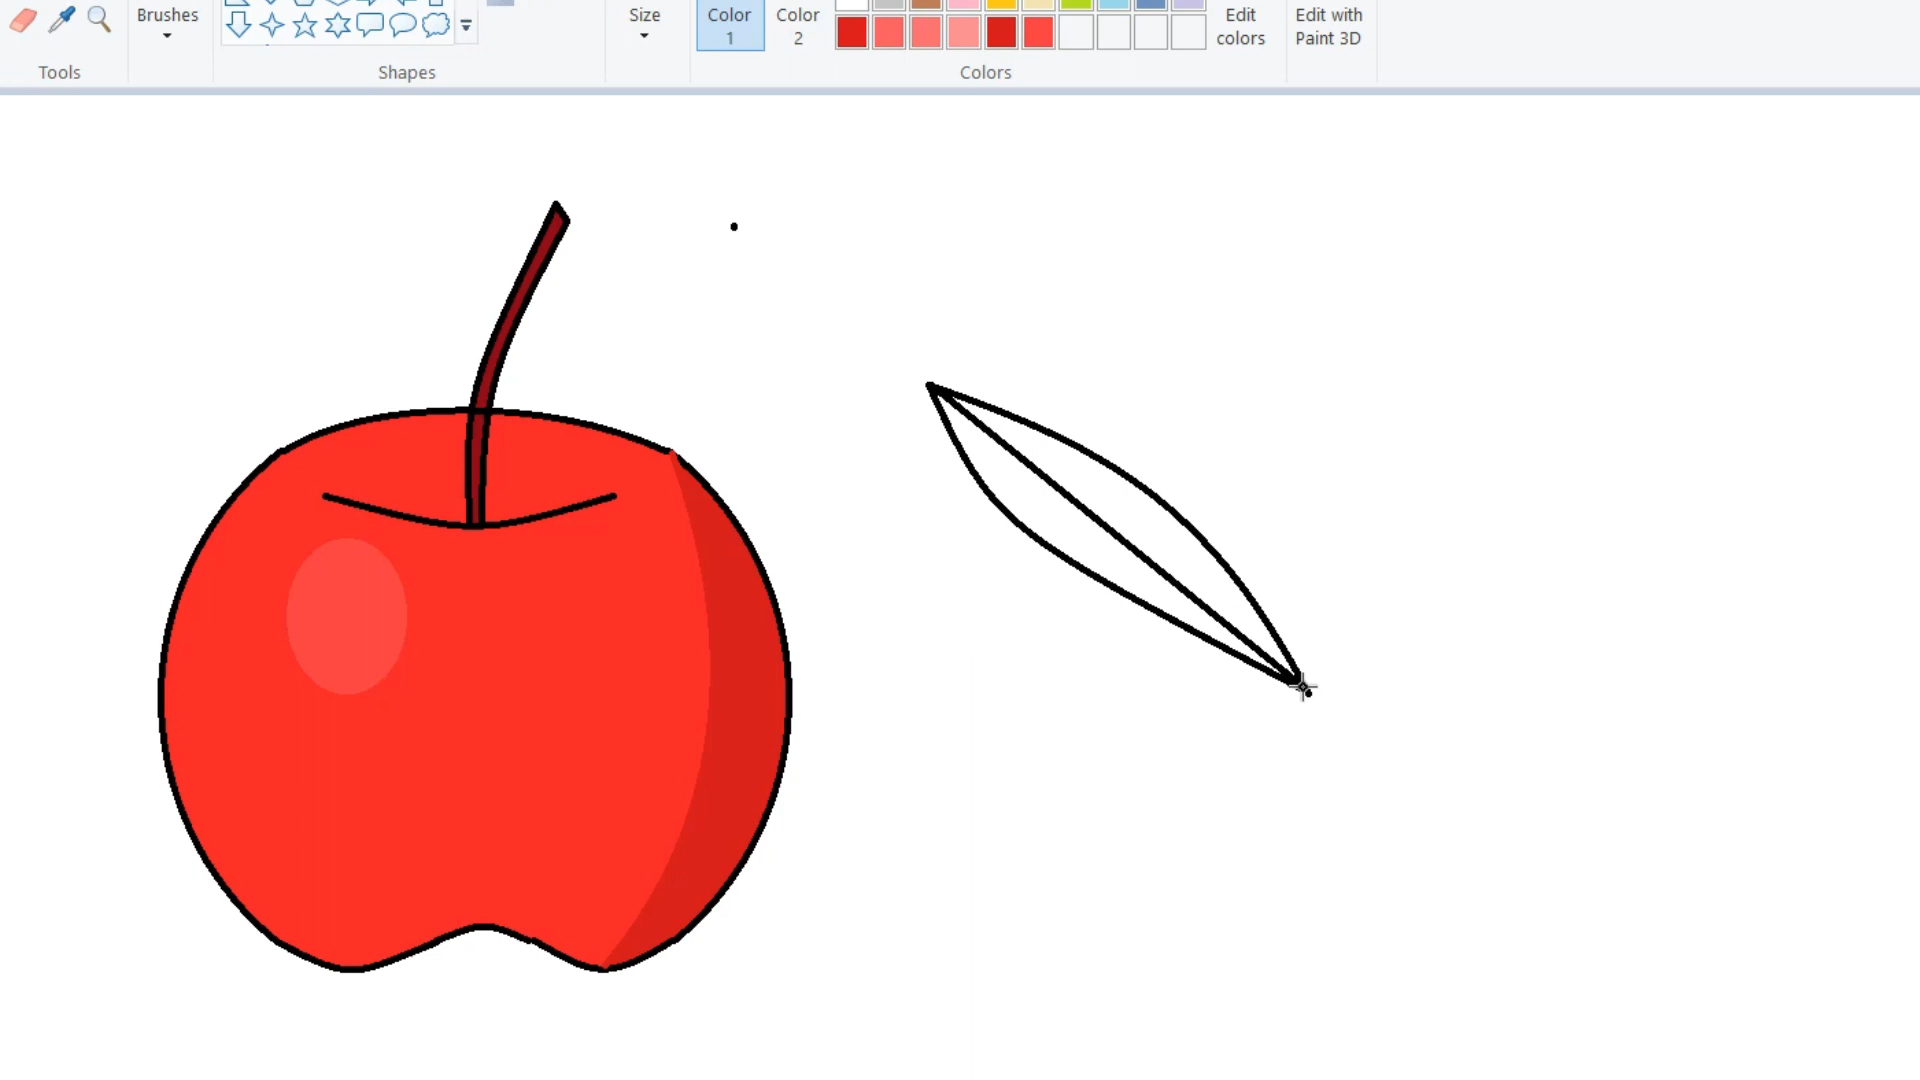 Brushes
Size
Color
1
Color
2
Edit
colors
Edit with
Paint 3D
Tools
Shapes
Colors